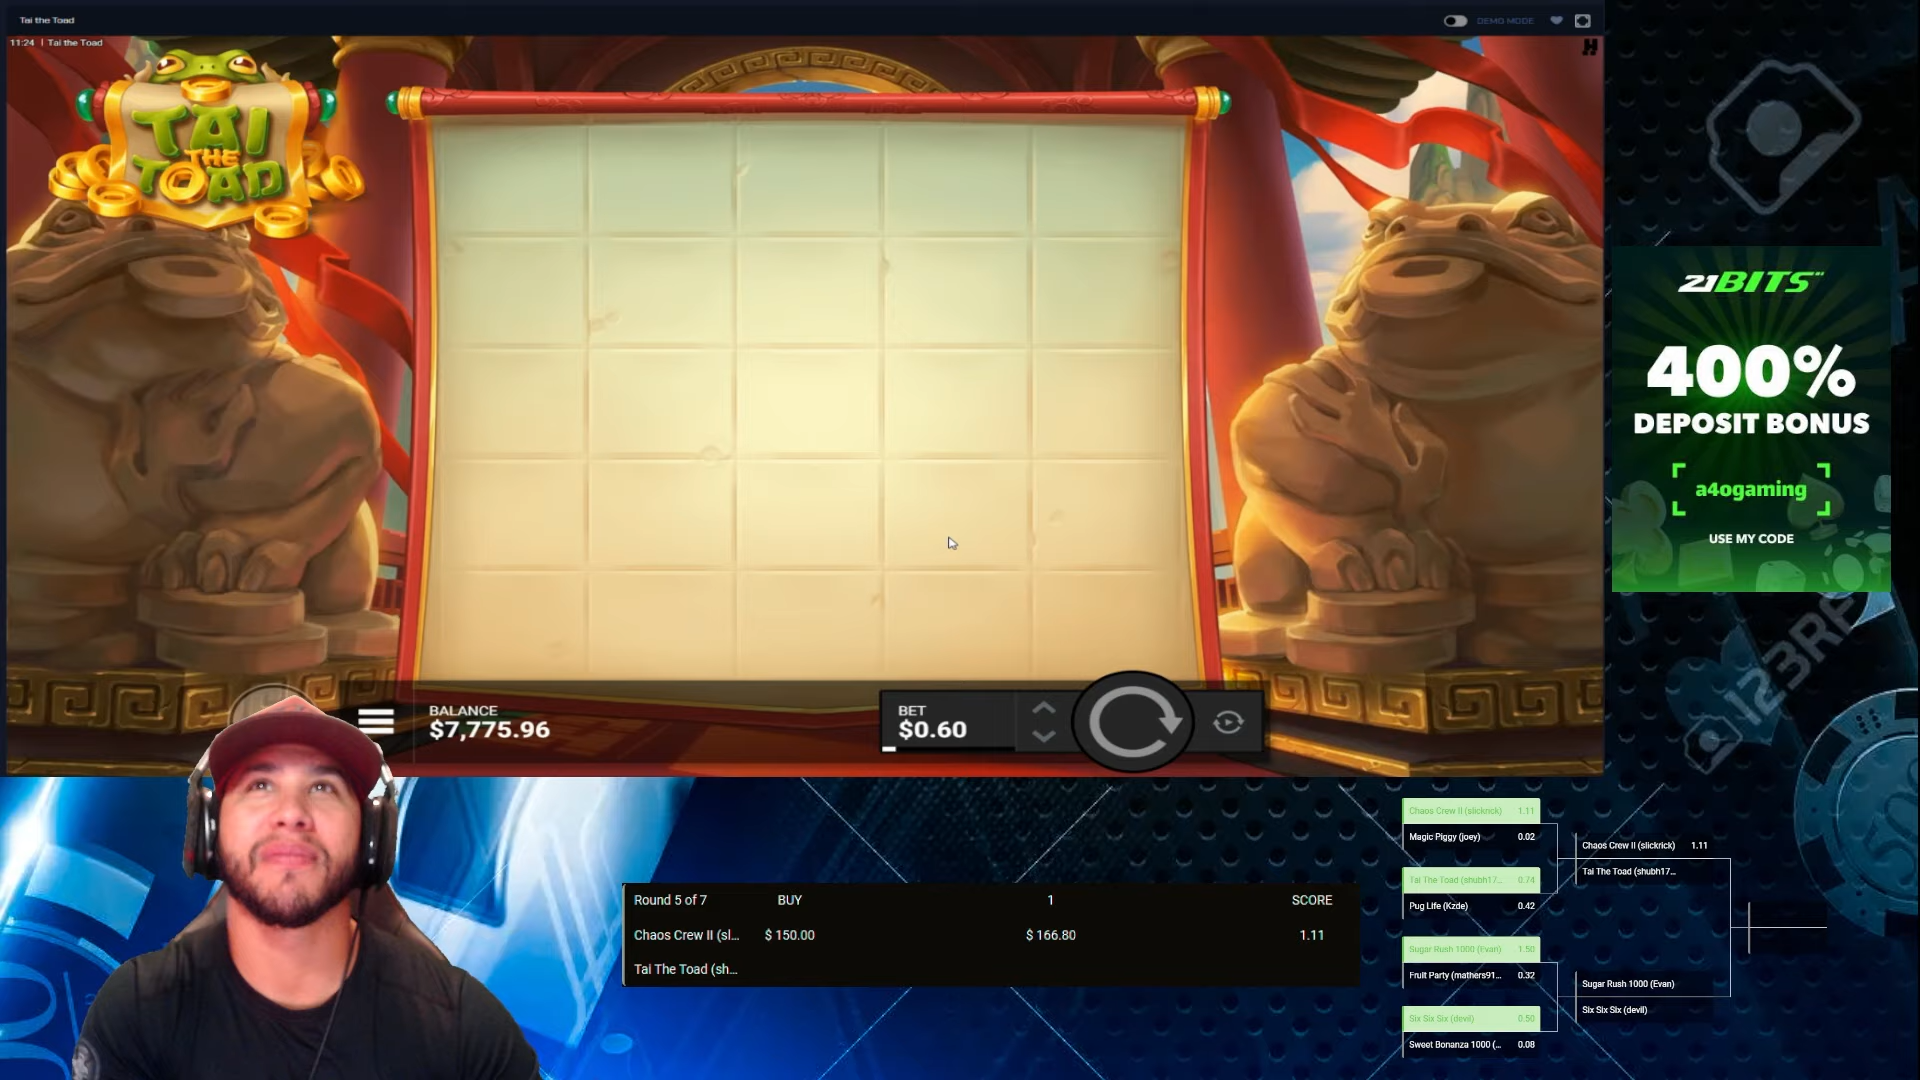 Tai the Toad
DEMO MODE
11:24 | Tai the Toad
TAI
THE
TOAD
BALANCE
$7,775.96
BET
$0.60
21BITS
400%
DEPOSIT BONUS
a4ogaming
USE MY CODE
123RF
Round 5 of 7 BUY 1 SCORE
Chaos Crew II (sl... $ 150.00 $ 166.80 1.11
Tai The Toad (sh...
Chaos Crew II (slickrick) 1.11
Magic Piggy (joey) 0.02
Tai The Toad (shubh17... 0.74
Pug Life (Kzde) 0.42
Sugar Rush 1000 (Evan) 1.50
Fruit Party (mathers91... 0.32
Six Six Six (devil) 0.50
Sweet Bonanza 1000 (... 0.08
Chaos Crew II (slickrick) 1.11
Tai The Toad (shubh17...
Sugar Rush 1000 (Evan)
Six Six Six (devil)